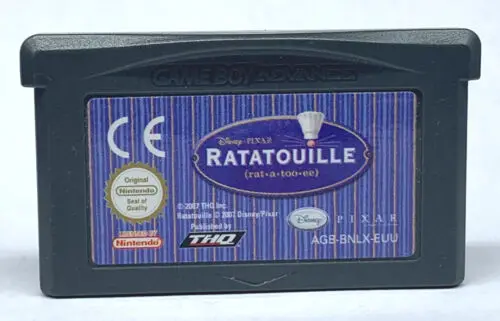 GAME BOY ADVANCE
CE
Disney · PIXAR
RATATOUILLE
(rat•a•too•ee)
Original
Nintendo
Seal of
Quality
LICENSED BY
Nintendo
© 2007 THQ Inc.
Ratatouille © 2007 Disney/Pixar
Published by
THQ
Disney
PIXAR
AGB-BNLX-EUU